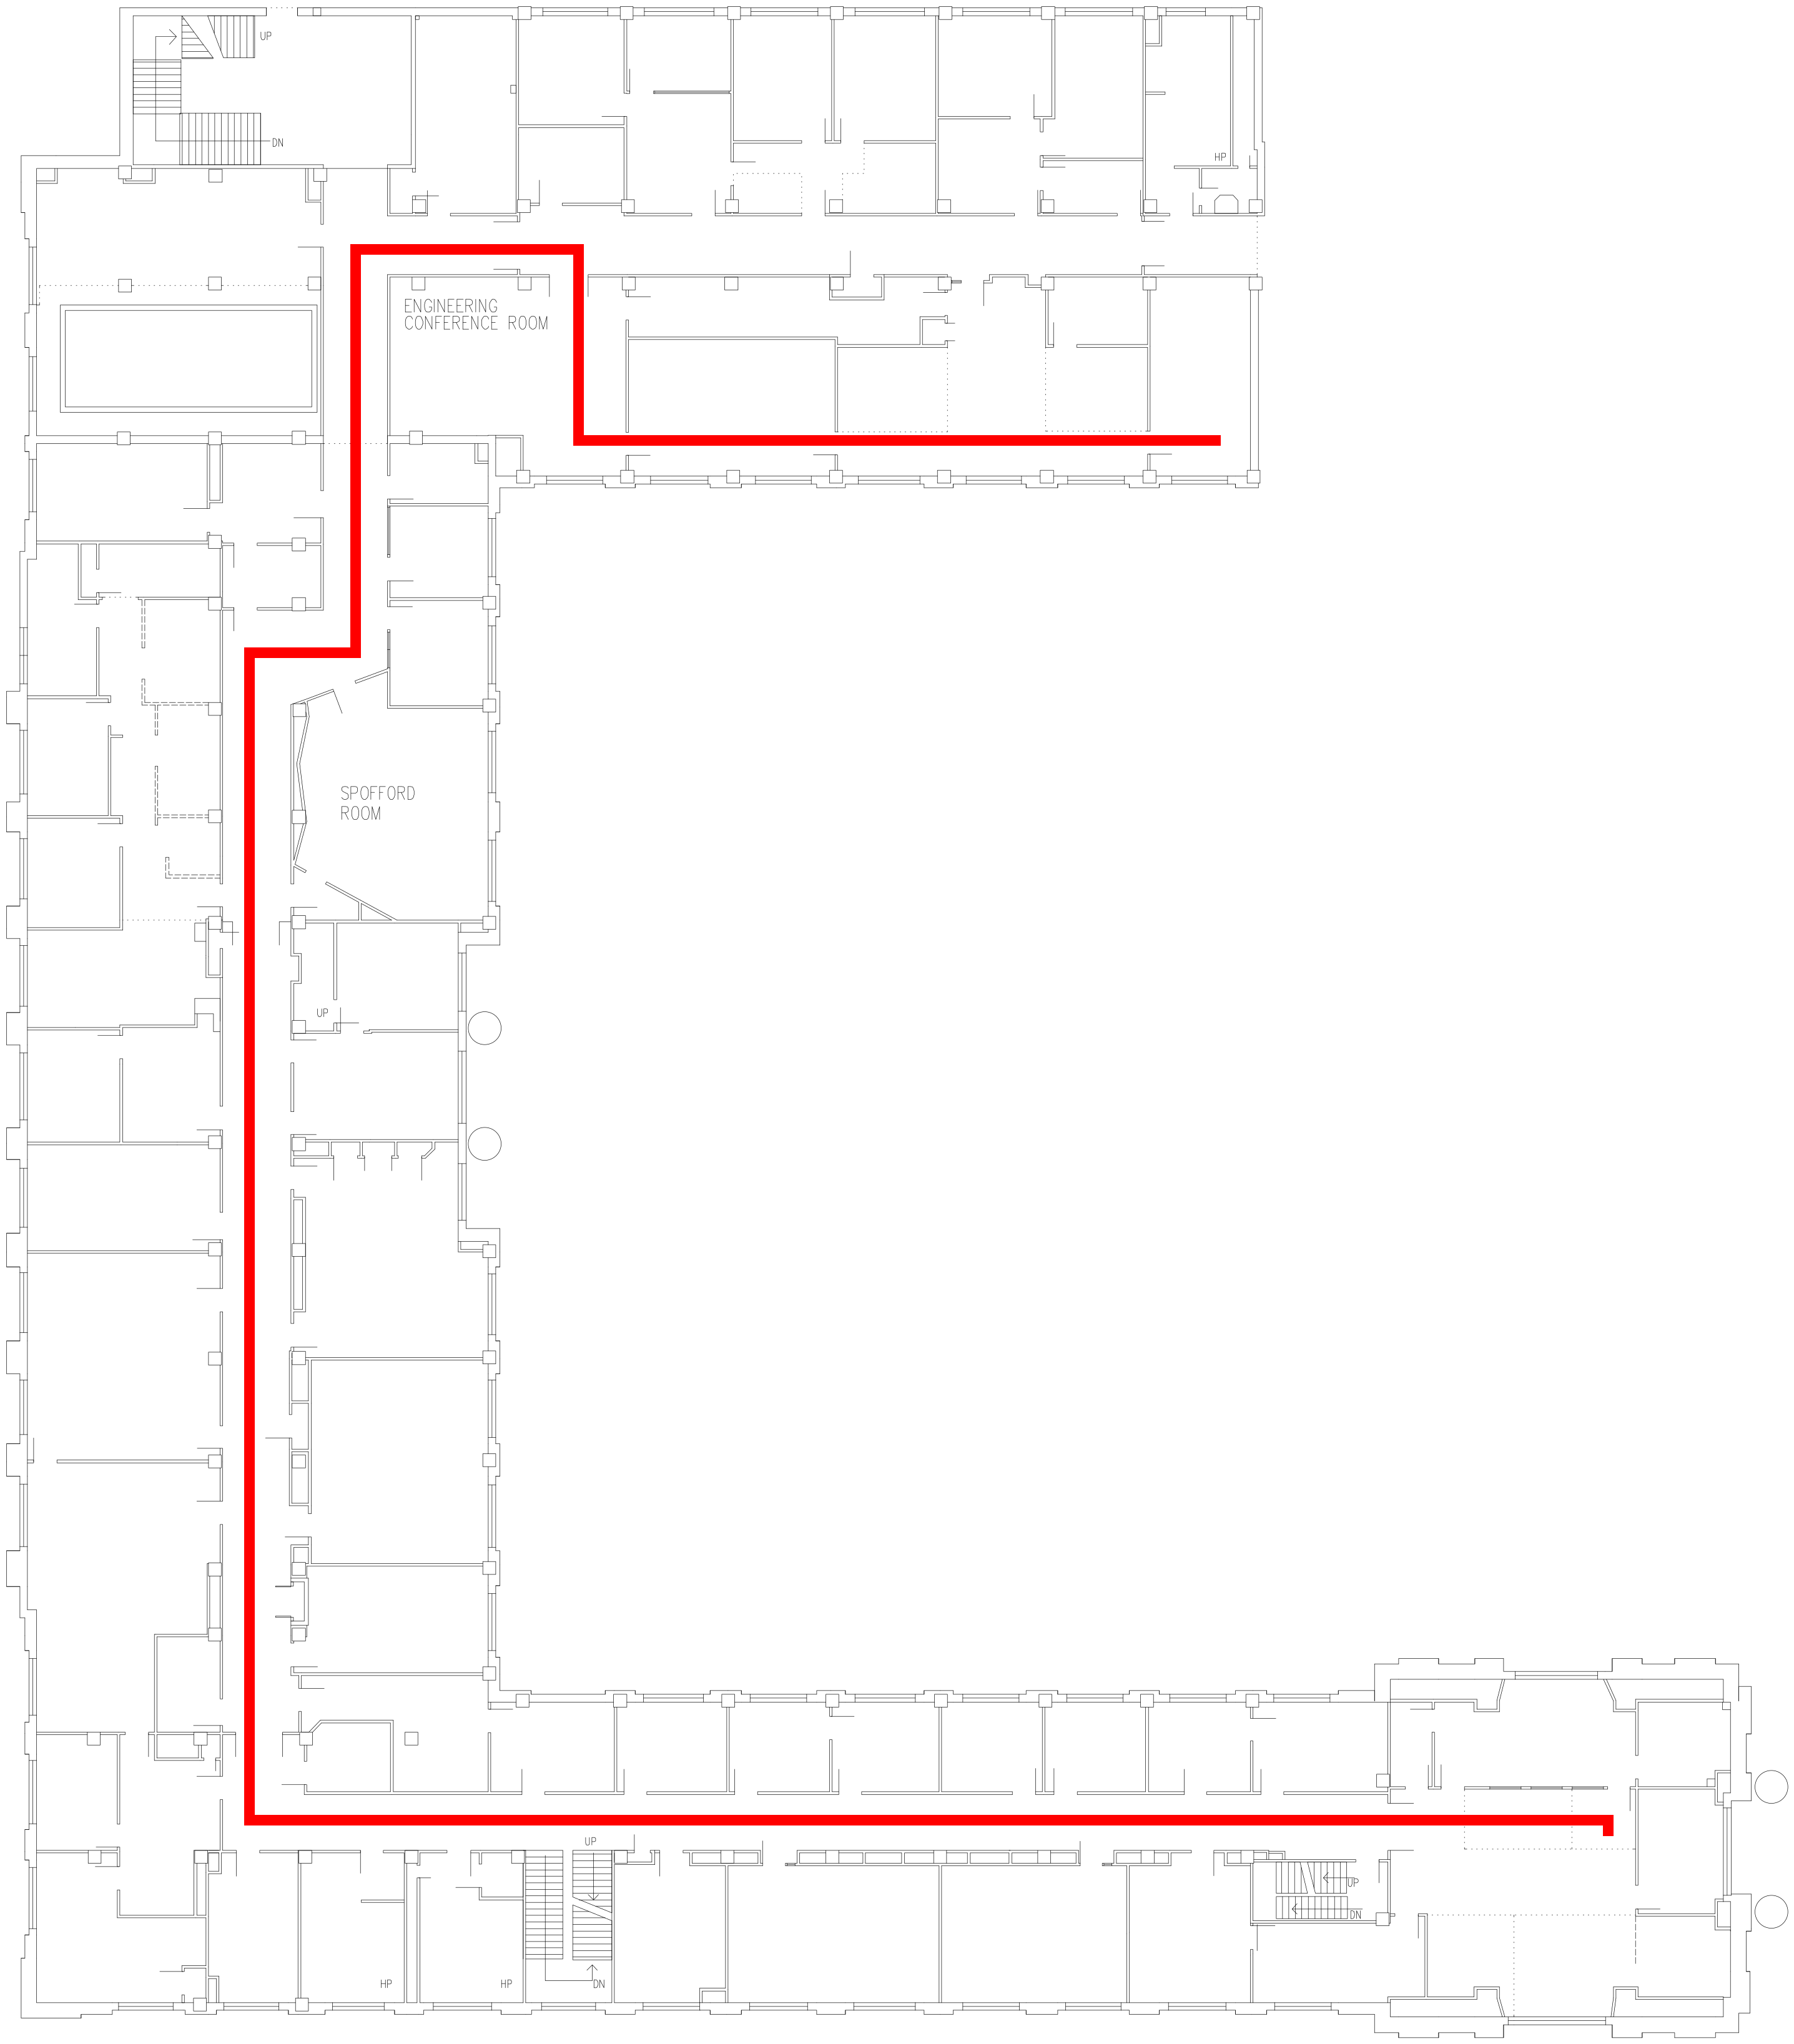 UP
DN
HP
ENGINEERING
CONFERENCE ROOM
SPOFFORD
ROOM
UP
UP
UP
DN
HP
HP
DN